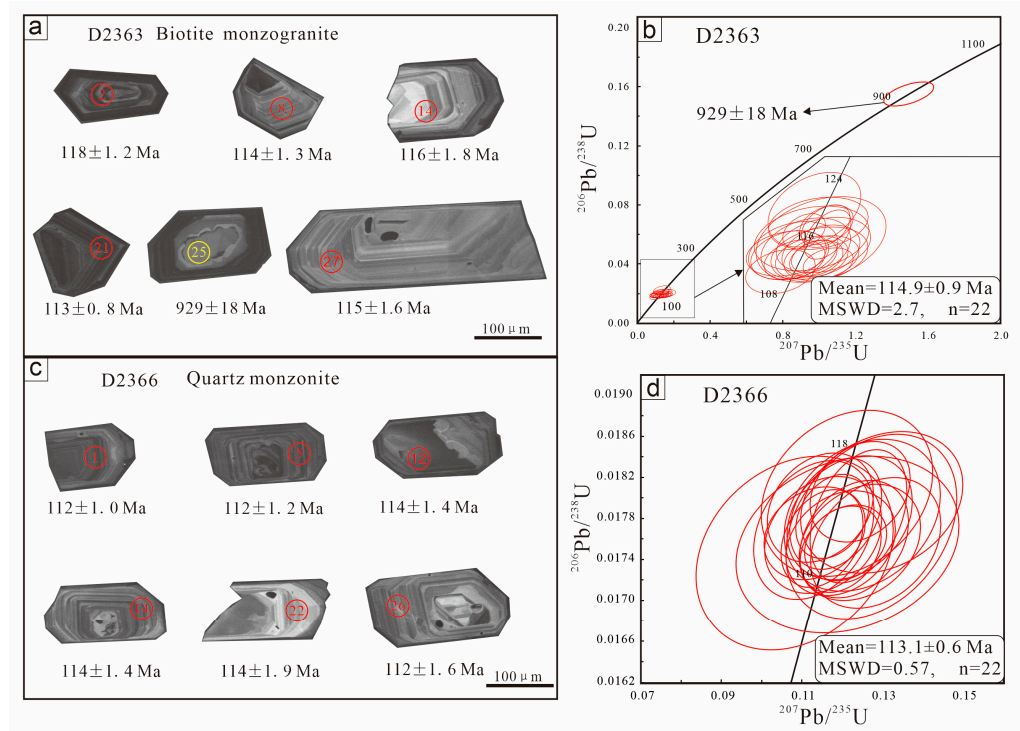 a
D2363 Biotite monzogranite
2
8
14
118±1.2 Ma
114±1.3 Ma
116±1.8 Ma
21
25
27
113±0.8 Ma
929±18 Ma
115±1.6 Ma
100μm
b
D2363
0.20
0.16
0.12
0.08
0.04
0.00
206Pb/238U
1100
900
929±18 Ma
700
500
300
100
124
116
108
Mean=114.9±0.9 Ma
MSWD=2.7, n=22
0.0
0.4
0.8
1.2
1.6
2.0
207Pb/235U
c
D2366 Quartz monzonite
1
5
12
112±1.0 Ma
112±1.2 Ma
114±1.4 Ma
14
22
26
114±1.4 Ma
114±1.9 Ma
112±1.6 Ma
100μm
d
D2366
0.0190
0.0186
0.0182
0.0178
0.0174
0.0170
0.0166
0.0162
206Pb/238U
118
110
Mean=113.1±0.6 Ma
MSWD=0.57, n=22
0.07
0.09
0.11
0.13
0.15
207Pb/235U